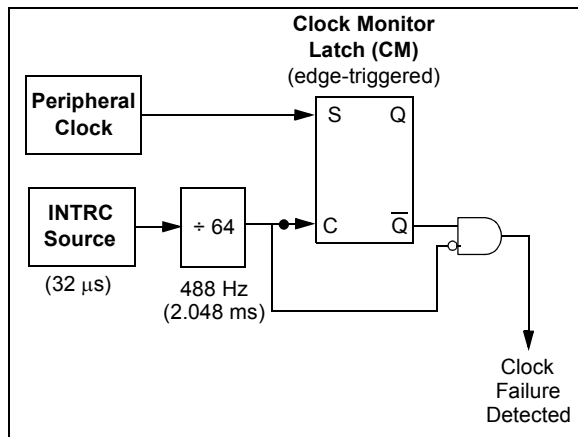 Clock Monitor
Latch (CM)
(edge-triggered)
Peripheral
Clock
S
Q
INTRC
Source
÷ 64
C
Q̅
(32 μs)
488 Hz
(2.048 ms)
Clock
Failure
Detected